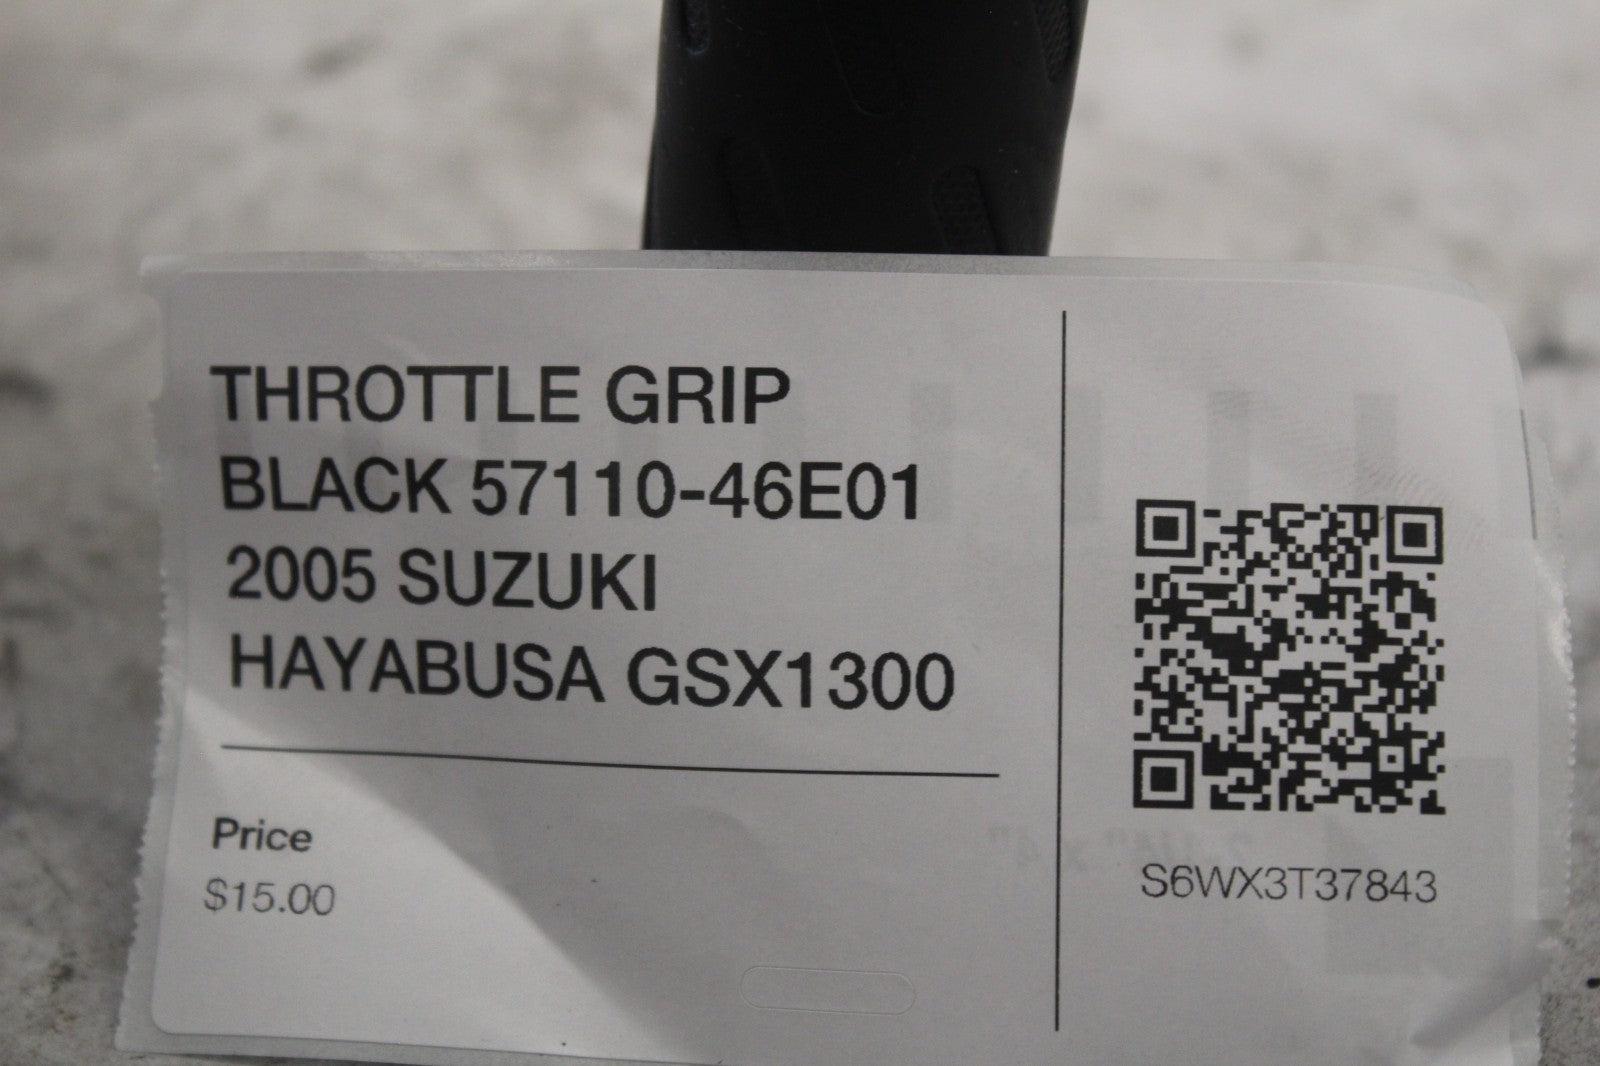 THROTTLE GRIP
BLACK 57110-46E01
2005 SUZUKI
HAYABUSA GSX1300
Price
$15.00
S6WX3T37843